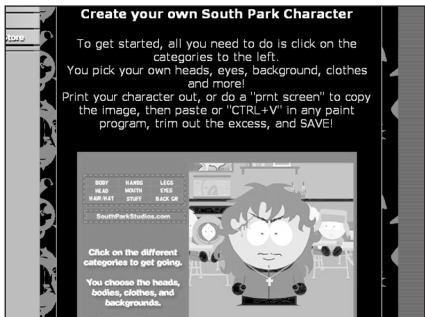 Create your own South Park Character
Store
To get started, all you need to do is click on the
categories to the left.
You pick your own heads, eyes, background, clothes
and more!
Print your character out, or do a "prnt screen" to copy
the image, then paste or "CTRL+V" in any paint
program, trim out the excess, and SAVE!
BODY HANDS LEGS
HEAD MOUTH EYES
HAIR/HAT STUFF BACK GR
SouthParkStudios.com
Click on the different
categories to get going.
You choose the heads,
bodies, clothes, and
backgrounds.